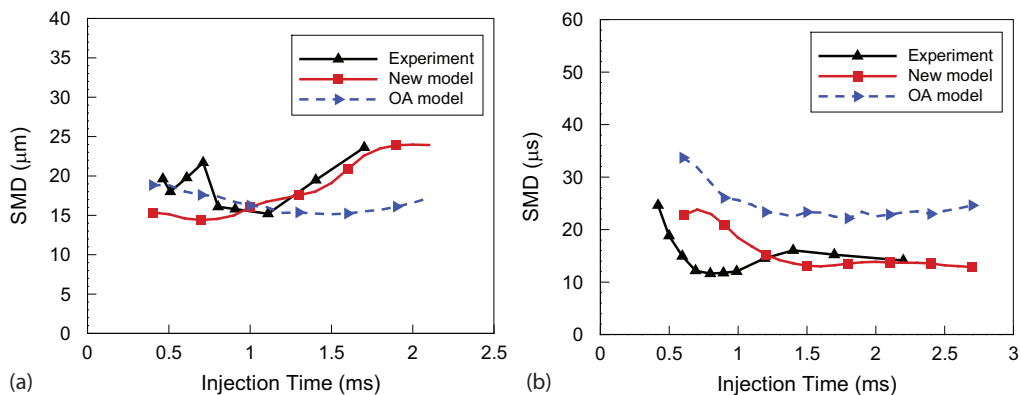 40
35
30
25
20
15
10
5
0
SMD (μm)
Experiment
New model
OA model
0
0.5
1
1.5
2
2.5
Injection Time (ms)
(a)
60
50
40
30
20
10
0
SMD (μs)
Experiment
New model
OA model
0
0.5
1
1.5
2
2.5
3
Injection Time (ms)
(b)